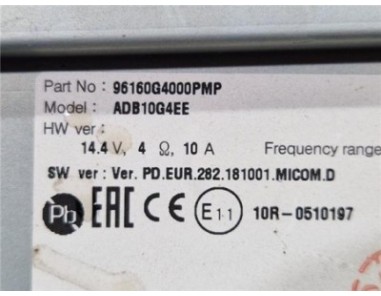 Part No : 96160G4000PMP
Model : ADB10G4EE
HW ver :
14.4 V, 4 Ω, 10 A Frequency range
SW ver : Ver. PD.EUR.282.181001.MICOM.D
Pb EAC CE E11 10R-0510197